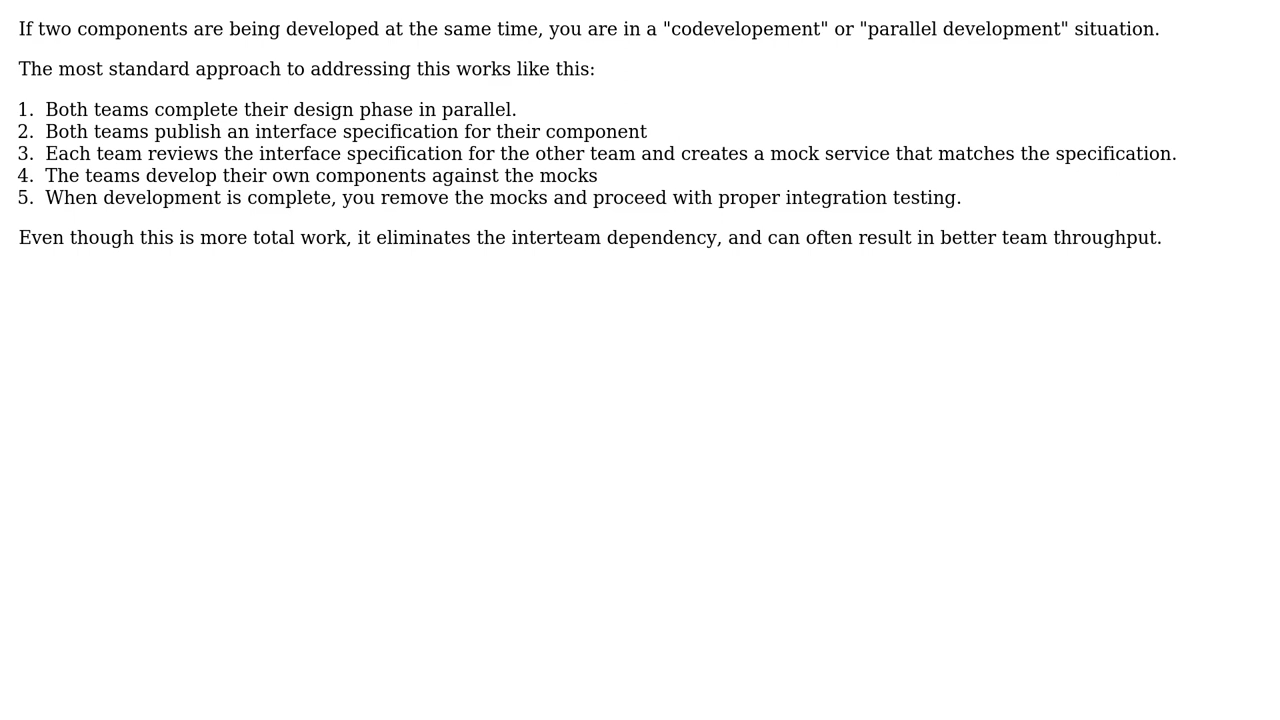 If two components are being developed at the same time, you are in a "codevelopement" or "parallel development" situation.
The most standard approach to addressing this works like this:
1. Both teams complete their design phase in parallel.
2. Both teams publish an interface specification for their component
3. Each team reviews the interface specification for the other team and creates a mock service that matches the specification.
4. The teams develop their own components against the mocks
5. When development is complete, you remove the mocks and proceed with proper integration testing.
Even though this is more total work, it eliminates the interteam dependency, and can often result in better team throughput.